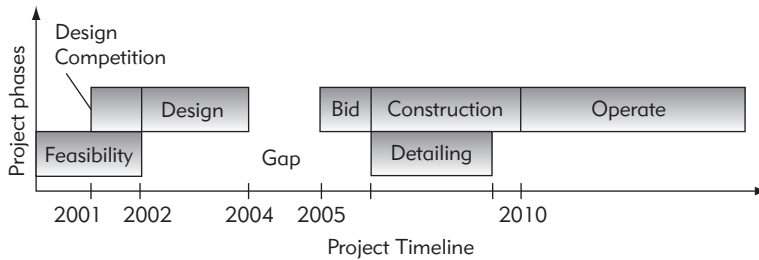 Design
Competition
Project phases
Design
Bid
Construction
Operate
Feasibility
Gap
Detailing
2001
2002
2004
2005
2010
Project Timeline